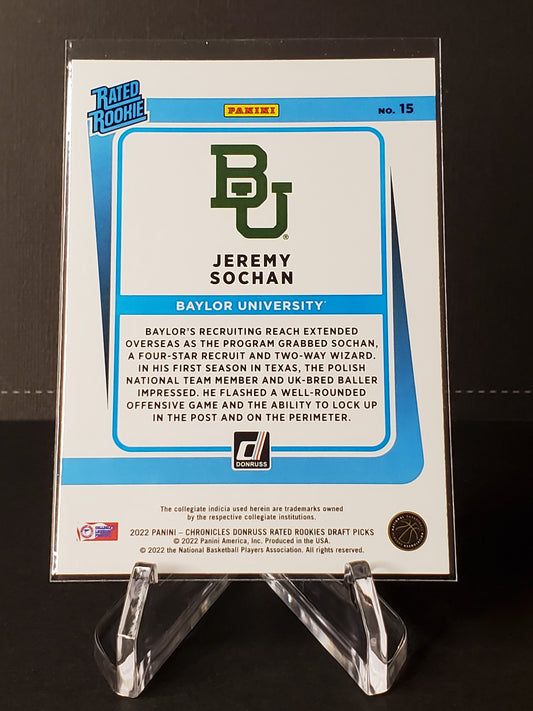 RATED
ROOKIE
PANINI
NO. 15
BU®
JEREMY
SOCHAN
BAYLOR UNIVERSITY
BAYLOR'S RECRUITING REACH EXTENDED
OVERSEAS AS THE PROGRAM GRABBED SOCHAN,
A FOUR-STAR RECRUIT AND TWO-WAY WIZARD.
IN HIS FIRST SEASON IN TEXAS, THE POLISH
NATIONAL TEAM MEMBER AND UK-BRED BALLER
IMPRESSED. HE FLASHED A WELL-ROUNDED
OFFENSIVE GAME AND THE ABILITY TO LOCK UP
IN THE POST AND ON THE PERIMETER.
d
DONRUSS
The collegiate indicia used herein are trademarks owned
by the respective collegiate institutions.
2022 PANINI – CHRONICLES DONRUSS RATED ROOKIES DRAFT PICKS
© 2022 Panini America, Inc. Produced in the USA.
© 2022 the National Basketball Players Association. All rights reserved.